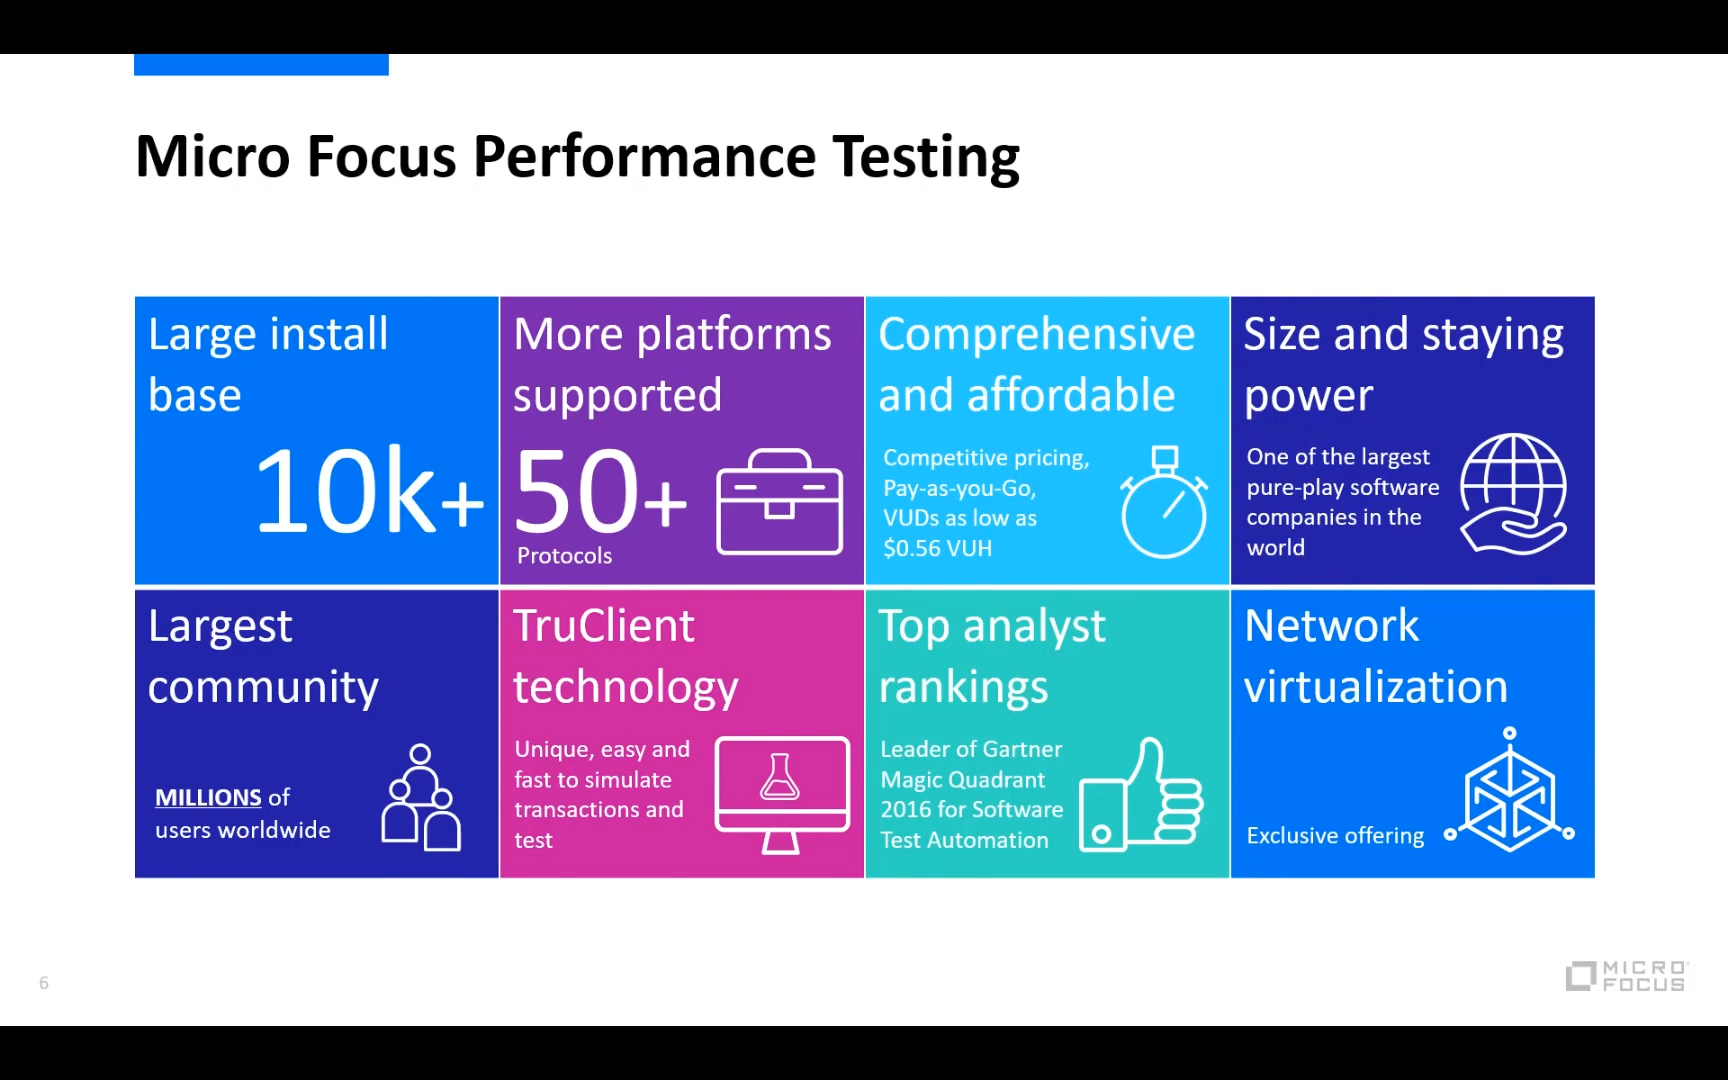 Micro Focus Performance Testing
Large install
base
10k+
More platforms
supported
50+
Protocols
Comprehensive
and affordable
Competitive pricing,
Pay-as-you-Go,
VUDs as low as
$0.56 VUH
Size and staying
power
One of the largest
pure-play software
companies in the
world
Largest
community
MILLIONS of
users worldwide
TruClient
technology
Unique, easy and
fast to simulate
transactions and
test
Top analyst
rankings
Leader of Gartner
Magic Quadrant
2016 for Software
Test Automation
Network
virtualization
Exclusive offering
6
MICRO
FOCUS